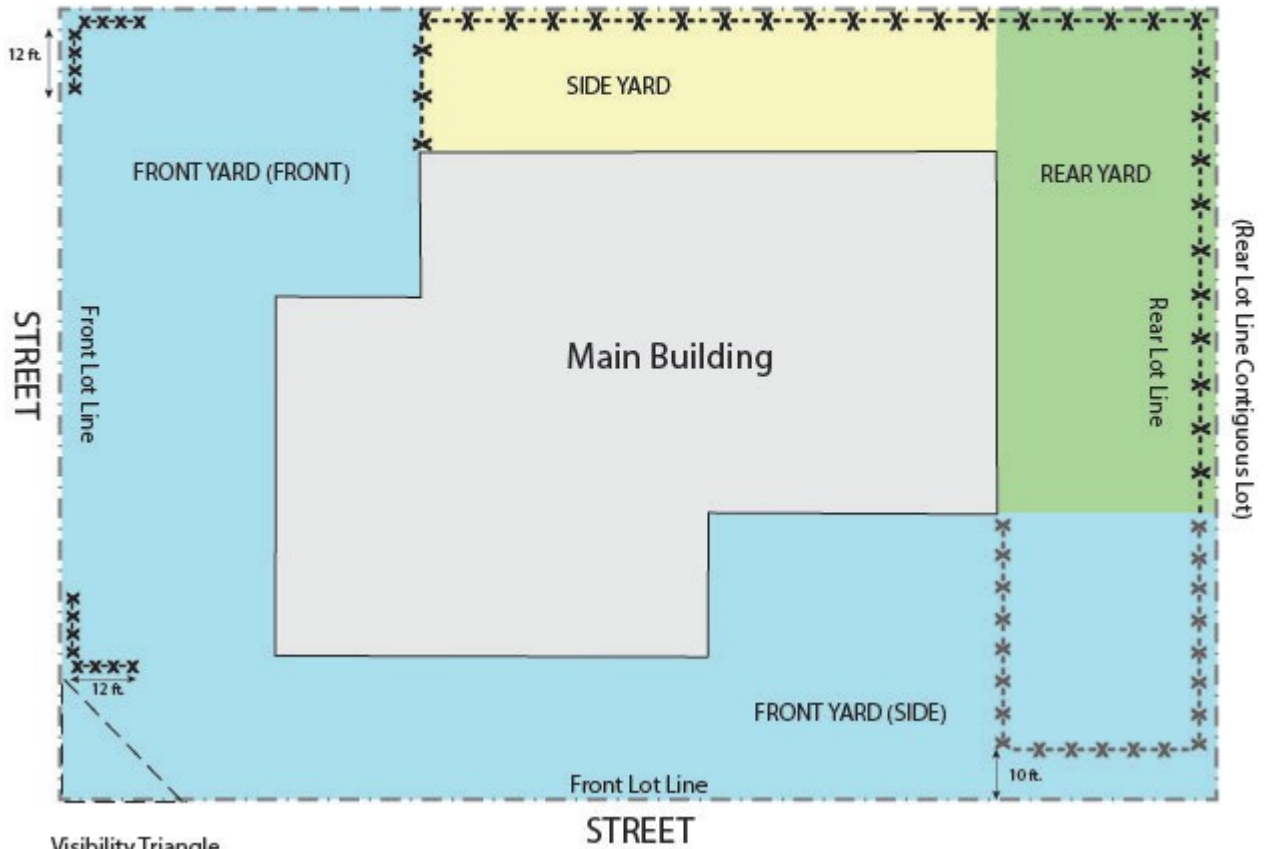 12 ft.
SIDE YARD
FRONT YARD (FRONT)
REAR YARD
(Rear Lot Line Contiguous Lot)
Front Lot Line
STREET
Main Building
Rear Lot Line
12 ft.
FRONT YARD (SIDE)
10 ft.
Front Lot Line
STREET
Visibility Triangle